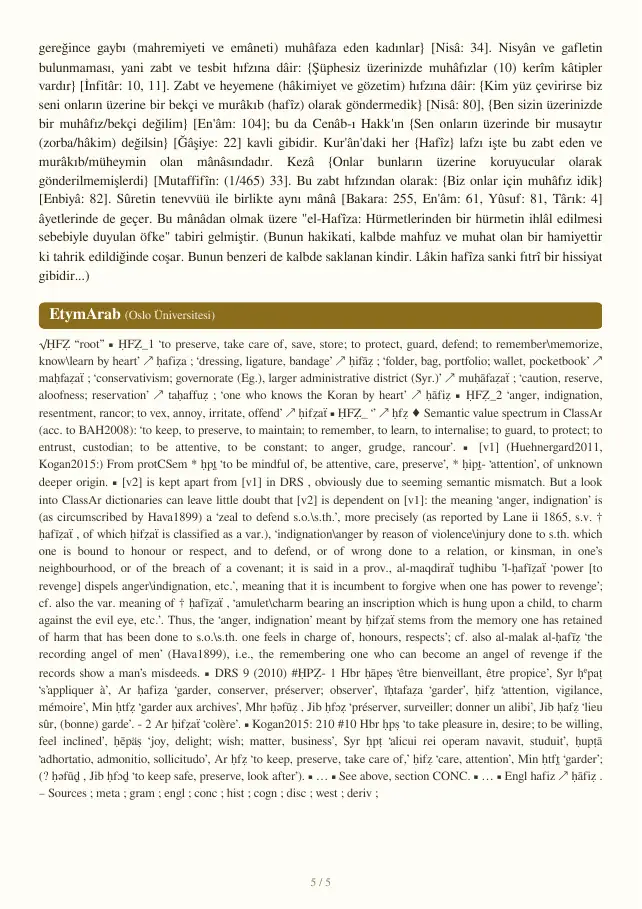 gereğince gaybı (mahremiyeti ve emâneti) muhâfaza eden kadınlar} [Nisâ: 34]. Nisyân ve gafletin
bulunmaması, yani zabt ve tesbit hıfzına dâir: {Şüphesiz üzerinizde muhâfızlar (10) kerîm kâtipler
vardır} [İnfitâr: 10, 11]. Zabt ve heyemene (hâkimiyet ve gözetim) hıfzına dâir: {Kim yüz çevirirse biz
seni onların üzerine bir bekçi ve murâkıb (hafîz) olarak göndermedik} [Nisâ: 80], {Ben sizin üzerinizde
bir muhâfız/bekçi değilim} [En'âm: 104]; bu da Cenâb-ı Hakk'ın {Sen onların üzerinde bir musaytır
(zorba/hâkim) değilsin} [Ğâşiye: 22] kavli gibidir. Kur'ân'daki her {Hafîz} lafzı işte bu zabt eden ve
murâkıb/müheymin olan mânâsındadır. Kezâ {Onlar bunların üzerine koruyucular olarak
gönderilmemişlerdi} [Mutaffifîn: (1/465) 33]. Bu zabt hıfzından olarak: {Biz onlar için muhâfız idik}
[Enbiyâ: 82]. Sûretin tenevvüü ile birlikte aynı mânâ [Bakara: 255, En'âm: 61, Yûsuf: 81, Târık: 4]
âyetlerinde de geçer. Bu mânâdan olmak üzere "el-Hafîza: Hürmetlerinden bir hürmetin ihlâl edilmesi
sebebiyle duyulan öfke" tabiri gelmiştir. (Bunun hakikati, kalbde mahfuz ve muhat olan bir hamiyettir
ki tahrik edildiğinde coşar. Bunun benzeri de kalbde saklanan kindir. Lâkin hafîza sanki fıtrî bir hissiyat
gibidir...)
EtymArab (Oslo Üniversitesi)
√ḤFẒ “root” ▪ ḤFẒ_1 ‘to preserve, take care of, save, store; to protect, guard, defend; to remember\memorize,
know\learn by heart’ ↗ ḥafiẓa ; ‘dressing, ligature, bandage’ ↗ ḥifāẓ ; ‘folder, bag, portfolio; wallet, pocketbook’ ↗
maḥfaẓaẗ ; ‘conservativism; governorate (Eg.), larger administrative district (Syr.)’ ↗ muḥāfaẓaẗ ; ‘caution, reserve,
aloofness; reservation’ ↗ taḥaffuẓ ; ‘one who knows the Koran by heart’ ↗ ḥāfiẓ ▪ ḤFẒ_2 ‘anger, indignation,
resentment, rancor; to vex, annoy, irritate, offend’ ↗ ḥifẓaẗ ▪ ḤFẒ_ ‘’ ↗ ḥfẓ ♦ Semantic value spectrum in ClassAr
(acc. to BAH2008): ‘to keep, to preserve, to maintain; to remember, to learn, to internalise; to guard, to protect; to
entrust, custodian; to be attentive, to be constant; to anger, grudge, rancour’. ▪ [v1] (Huehnergard2011,
Kogan2015:) From protCSem * ḥpṯ̣ ‘to be mindful of, be attentive, care, preserve’, * ḥipṯ̣- ‘attention’, of unknown
deeper origin. ▪ [v2] is kept apart from [v1] in DRS , obviously due to seeming semantic mismatch. But a look
into ClassAr dictionaries can leave little doubt that [v2] is dependent on [v1]: the meaning ‘anger, indignation’ is
(as circumscribed by Hava1899) a ‘zeal to defend s.o.\s.th.’, more precisely (as reported by Lane ii 1865, s.v. †
ḥafīẓaẗ , of which ḥifẓaẗ is classified as a var.), ‘indignation\anger by reason of violence\injury done to s.th. which
one is bound to honour or respect, and to defend, or of wrong done to a relation, or kinsman, in one’s
neighbourhood, or of the breach of a covenant; it is said in a prov., al-maqdiraẗ tuḏhibu ’l-ḥafīẓaẗ ‘power [to
revenge] dispels anger\indignation, etc.’, meaning that it is incumbent to forgive when one has power to revenge’;
cf. also the var. meaning of † ḥafīẓaẗ , ‘amulet\charm bearing an inscription which is hung upon a child, to charm
against the evil eye, etc.’. Thus, the ‘anger, indignation’ meant by ḥifẓaẗ stems from the memory one has retained
of harm that has been done to s.o.\s.th. one feels in charge of, honours, respects’; cf. also al-malak al-ḥafīẓ ‘the
recording angel of men’ (Hava1899), i.e., the remembering one who can become an angel of revenge if the
records show a man’s misdeeds. ▪ DRS 9 (2010) #ḤPẒ- 1 Hbr ḥāpeṣ ‘être bienveillant, être propice’, Syr ḥᵉpaṭ
‘s’appliquer à’, Ar ḥafiẓa ‘garder, conserver, préserver; observer’, ĭḥtafaẓa ‘garder’, ḥifẓ ‘attention, vigilance,
mémoire’, Min ḥtfẓ ‘garder aux archives’, Mhr ḥəfūẓ , Jib ḥfɔẓ ‘préserver, surveiller; donner un alibi’, Jib ḥafẓ ‘lieu
sûr, (bonne) garde’. - 2 Ar ḥifẓaẗ ‘colère’. ▪ Kogan2015: 210 #10 Hbr ḥpṣ ‘to take pleasure in, desire; to be willing,
feel inclined’, ḥēpäṣ ‘joy, delight; wish; matter, business’, Syr ḥpṭ ‘alicui rei operam navavit, studuit’, ḥupṭā
‘adhortatio, admonitio, sollicitudo’, Ar ḥfẓ ‘to keep, preserve, take care of,’ ḥifẓ ‘care, attention’, Min ḥtfṯ̣ ‘garder’;
(? ḥəfūḏ̣ , Jib ḥfɔḏ̣ ‘to keep safe, preserve, look after’). ▪ … ▪ See above, section CONC. ▪ … ▪ Engl hafiz ↗ ḥāfiẓ .
– Sources ; meta ; gram ; engl ; conc ; hist ; cogn ; disc ; west ; deriv ;
5 / 5